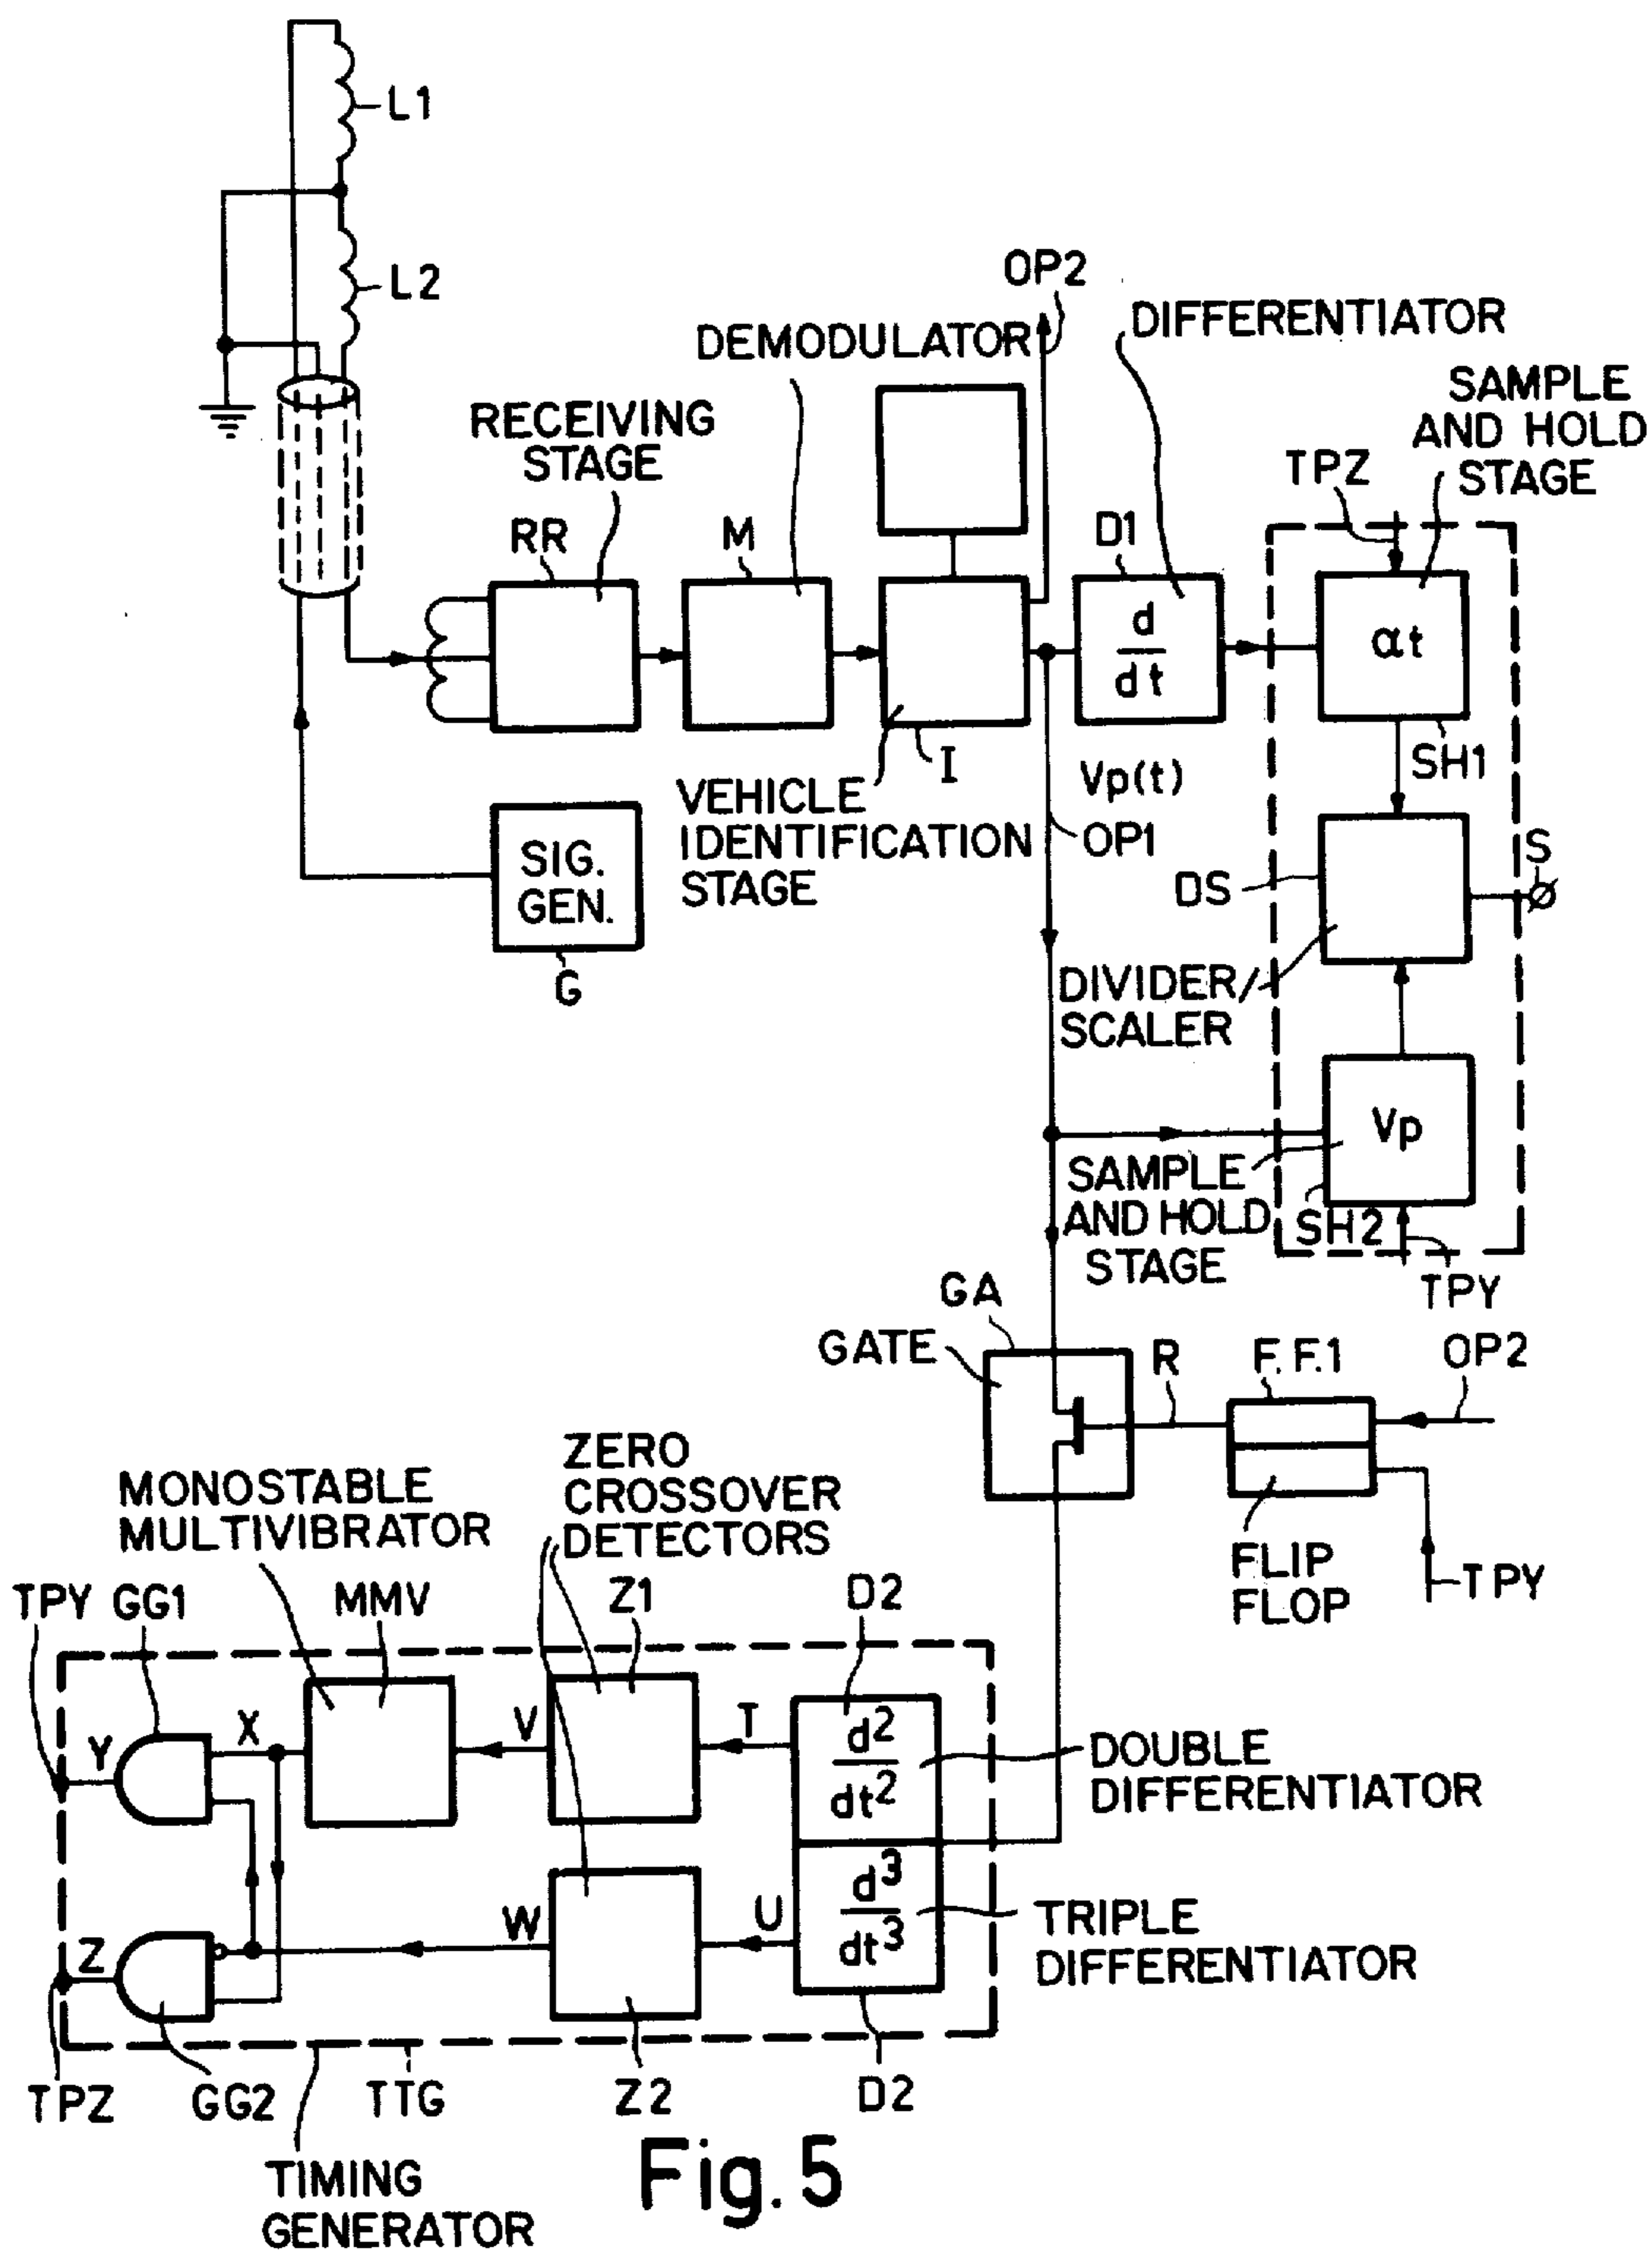 L1
L2
OP2
DEMODULATOR
DIFFERENTIATOR
RECEIVING
STAGE
SAMPLE
AND HOLD
STAGE
TPZ
RR
M
D1
d
dt
αt
SH1
I
Vp(t)
OP1
VEHICLE
IDENTIFICATION
STAGE
SIG.
GEN.
G
DS
S
DIVIDER/
SCALER
Vp
SAMPLE
AND HOLD
STAGE
SH2
TPY
GA
GATE
R
F.F.1
OP2
FLIP
FLOP
TPY
ZERO
CROSSOVER
DETECTORS
MONOSTABLE
MULTIVIBRATOR
TPY
GG1
MMV
Z1
D2
Y
X
V
T
d2
dt2
DOUBLE
DIFFERENTIATOR
Z
W
U
d3
dt3
TRIPLE
DIFFERENTIATOR
TPZ
GG2
TTG
Z2
D2
TIMING
GENERATOR
Fig. 5